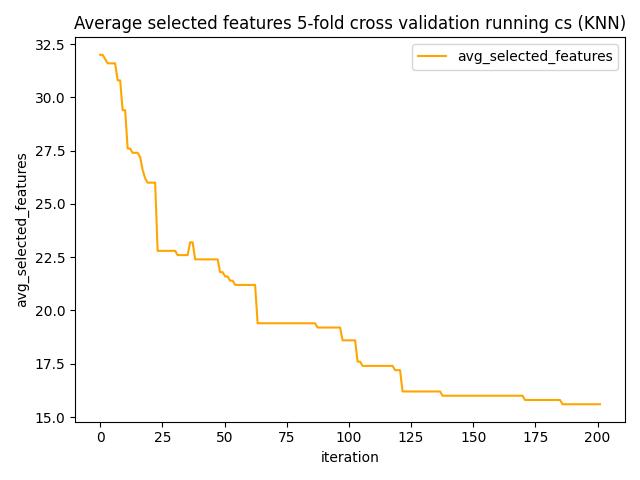 Average selected features 5-fold cross validation running cs (KNN)
avg_selected_features
avg_selected_features
32.5
30.0
27.5
25.0
22.5
20.0
17.5
15.0
0 25 50 75 100 125 150 175 200
iteration